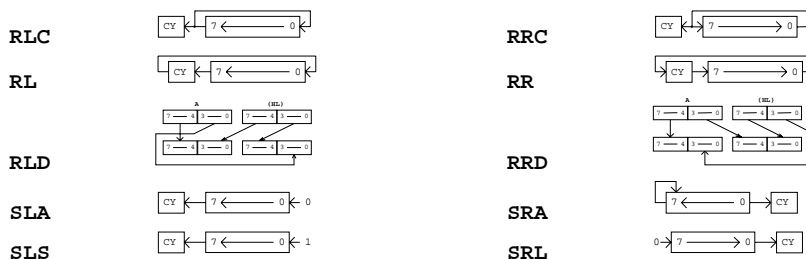 RLC CY 7 0 RRC CY 7 0
RL CY 7 0 RR CY 7 0
A (HL) A (HL)
7 4 3 0 7 4 3 0 7 4 3 0 7 4 3 0
7 4 3 0 7 4 3 0 7 4 3 0 7 4 3 0
RLD RRD
SLA CY 7 0 0 SRA 7 0 CY
SLS CY 7 0 1 SRL 0 7 0 CY